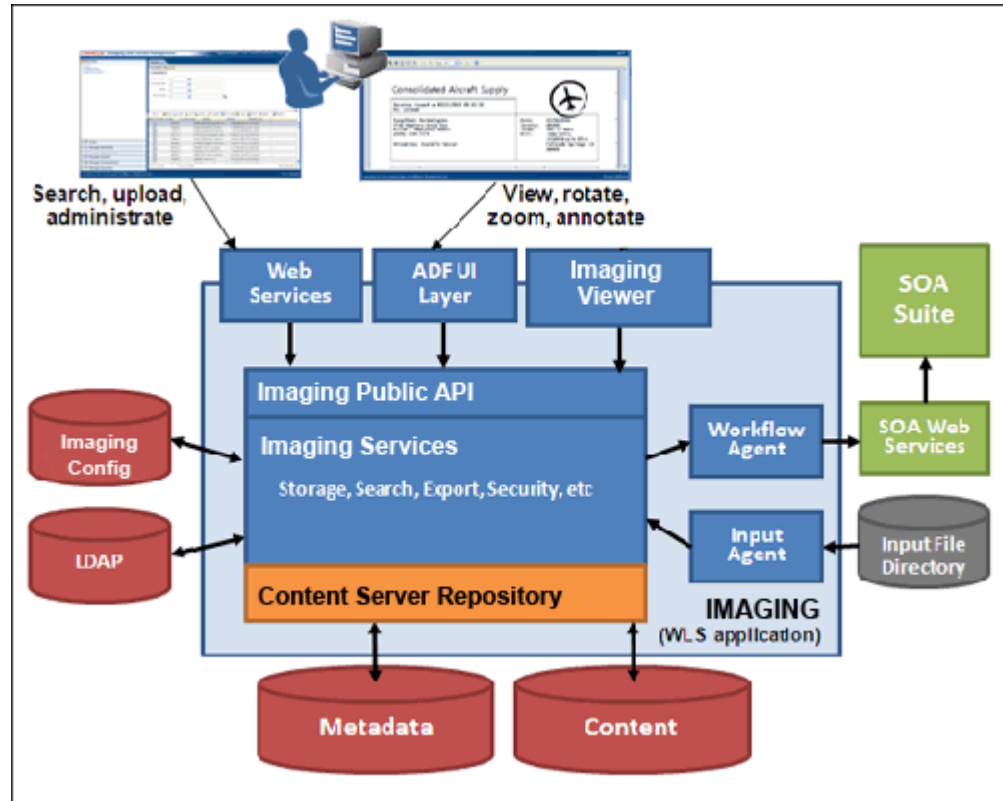 Consolidated Aircraft Supply
Search, upload,
administrate
View, rotate,
zoom, annotate
Web
Services
ADF UI
Layer
Imaging
Viewer
SOA
Suite
Imaging Public API
Imaging Services
Storage, Search, Export, Security, etc
Imaging
Config
LDAP
Workflow
Agent
SOA Web
Services
Input
Agent
Input File
Directory
Content Server Repository
IMAGING
(WLS application)
Metadata
Content